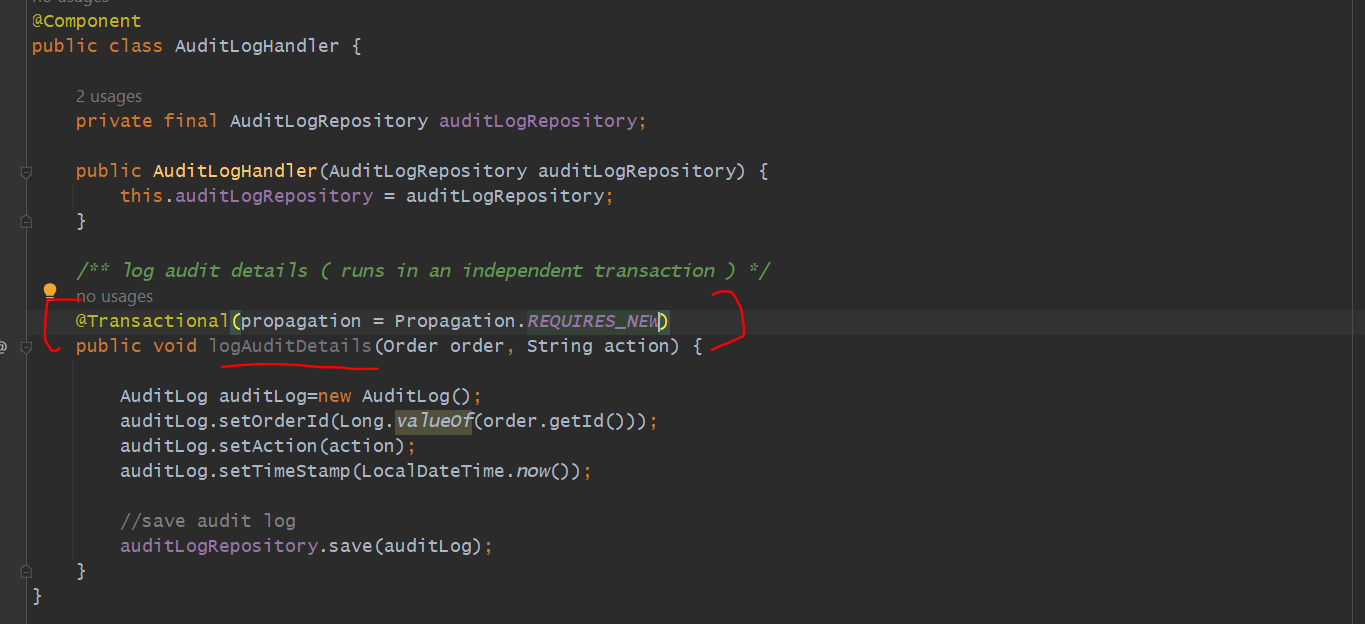 no usages
@Component
public class AuditLogHandler {
2 usages
private final AuditLogRepository auditLogRepository;
public AuditLogHandler(AuditLogRepository auditLogRepository) {
this.auditLogRepository = auditLogRepository;
}
/** log audit details ( runs in an independent transaction ) */
no usages
@Transactional(propagation = Propagation.REQUIRES_NEW)
@
public void logAuditDetails(Order order, String action) {
AuditLog auditLog=new AuditLog();
auditLog.setOrderId(Long.valueOf(order.getId()));
auditLog.setAction(action);
auditLog.setTimeStamp(LocalDateTime.now());
//save audit log
auditLogRepository.save(auditLog);
}
}